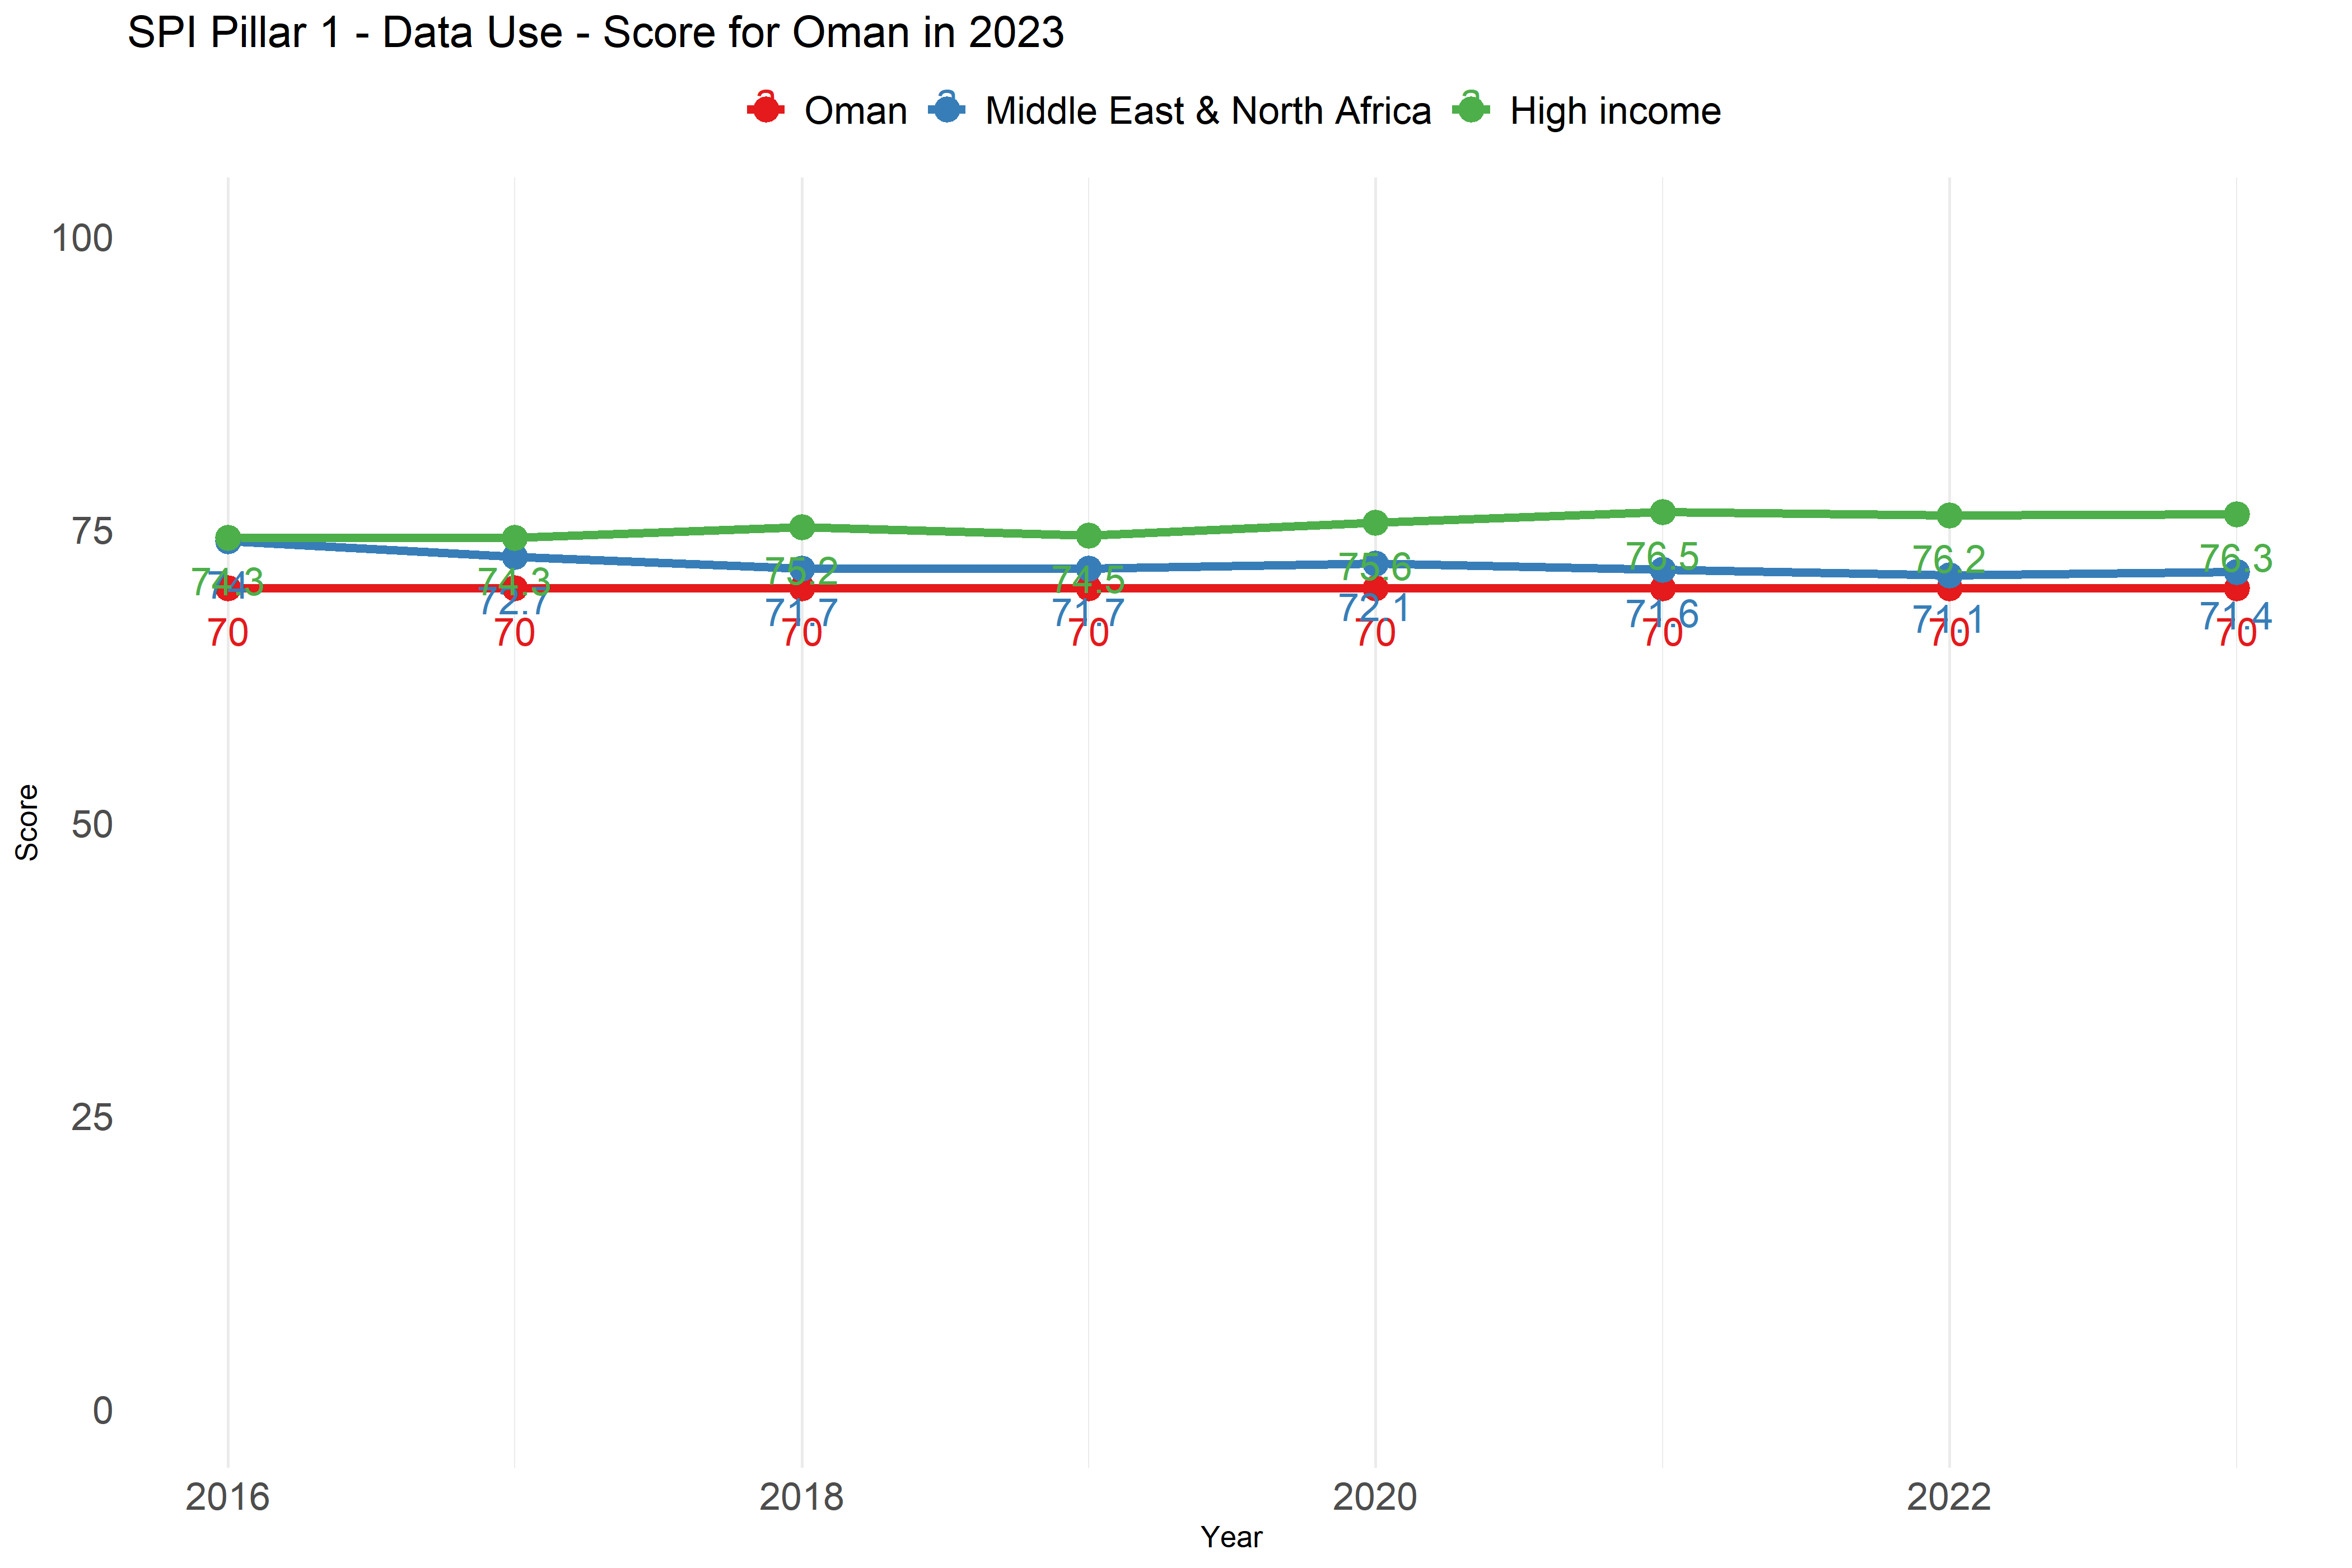 SPI Pillar 1 - Data Use - Score for Oman in 2023
Oman Middle East & North Africa High income
100
75
50
25
0
Score
74.3 74.3 75.2 74.5 75.6 76.5 76.2 76.3
74 72.7 71.7 71.7 72.1 71.6 71.1 71.4
70 70 70 70 70 70 70 70
2016 2018 2020 2022
Year